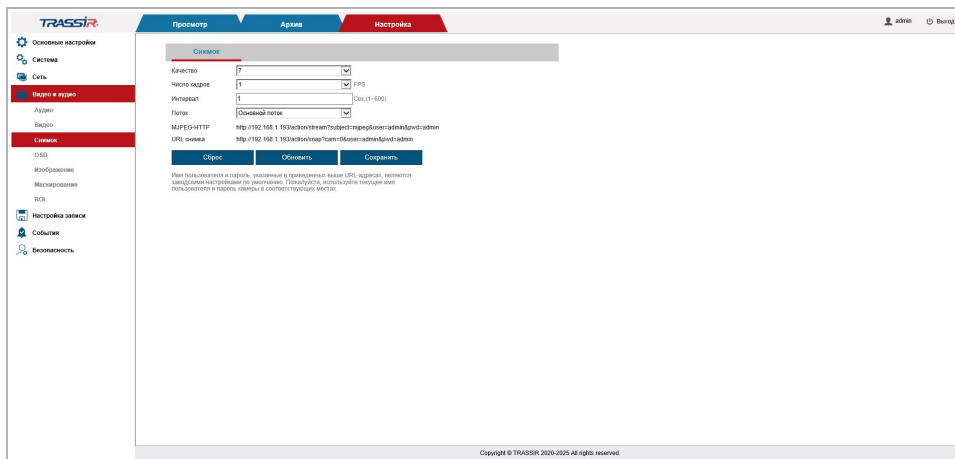 TRASSIR
Просмотр
Архив
Настройка
admin
Выход
Основные настройки
Система
Сеть
Видео и аудио
Аудио
Видео
Снимок
OSD
Изображение
Маскирование
ROI
Настройка записи
События
Безопасность
Снимок
Качество 7
Число кадров 1 FPS
Интервал 1 Сек.(1~600)
Поток Основной поток
MJPEG-HTTP http://192.168.1.193/action/stream?subject=mjpeg&user=admin&pwd=admin
URL снимка http://192.168.1.193/action/snap?cam=0&user=admin&pwd=admin
Сброс Обновить Сохранить
Имя пользователя и пароль, указанные в приведенных выше URL-адресах, являются
заводскими настройками по умолчанию. Пожалуйста, используйте текущее имя
пользователя и пароль камеры в соответствующих местах.
Copyright © TRASSIR 2020-2025 All rights reserved.